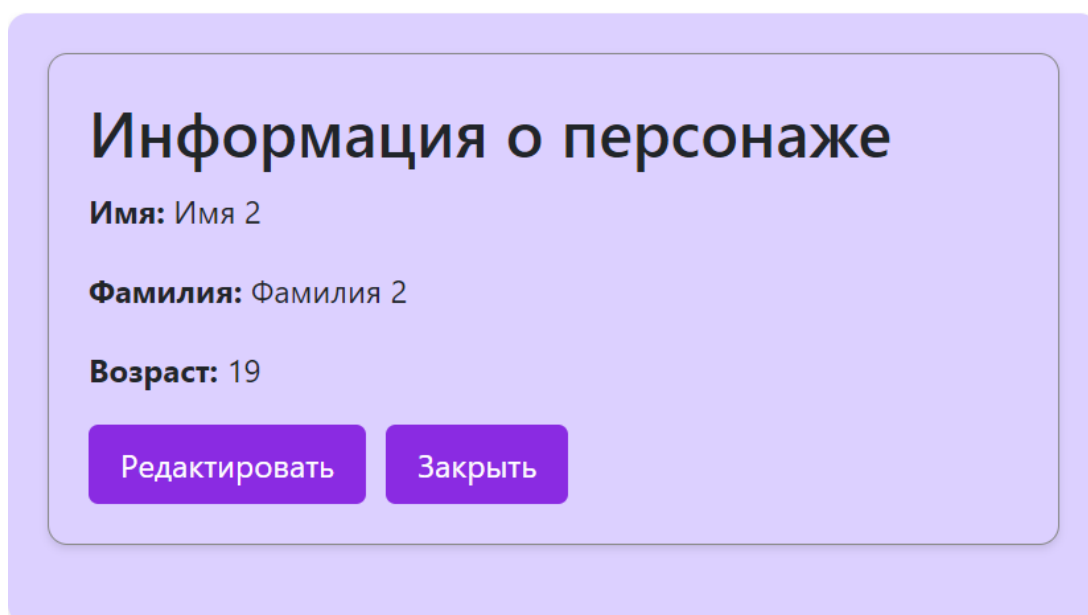 Информация о персонаже
Имя: Имя 2
Фамилия: Фамилия 2
Возраст: 19
Редактировать Закрыть